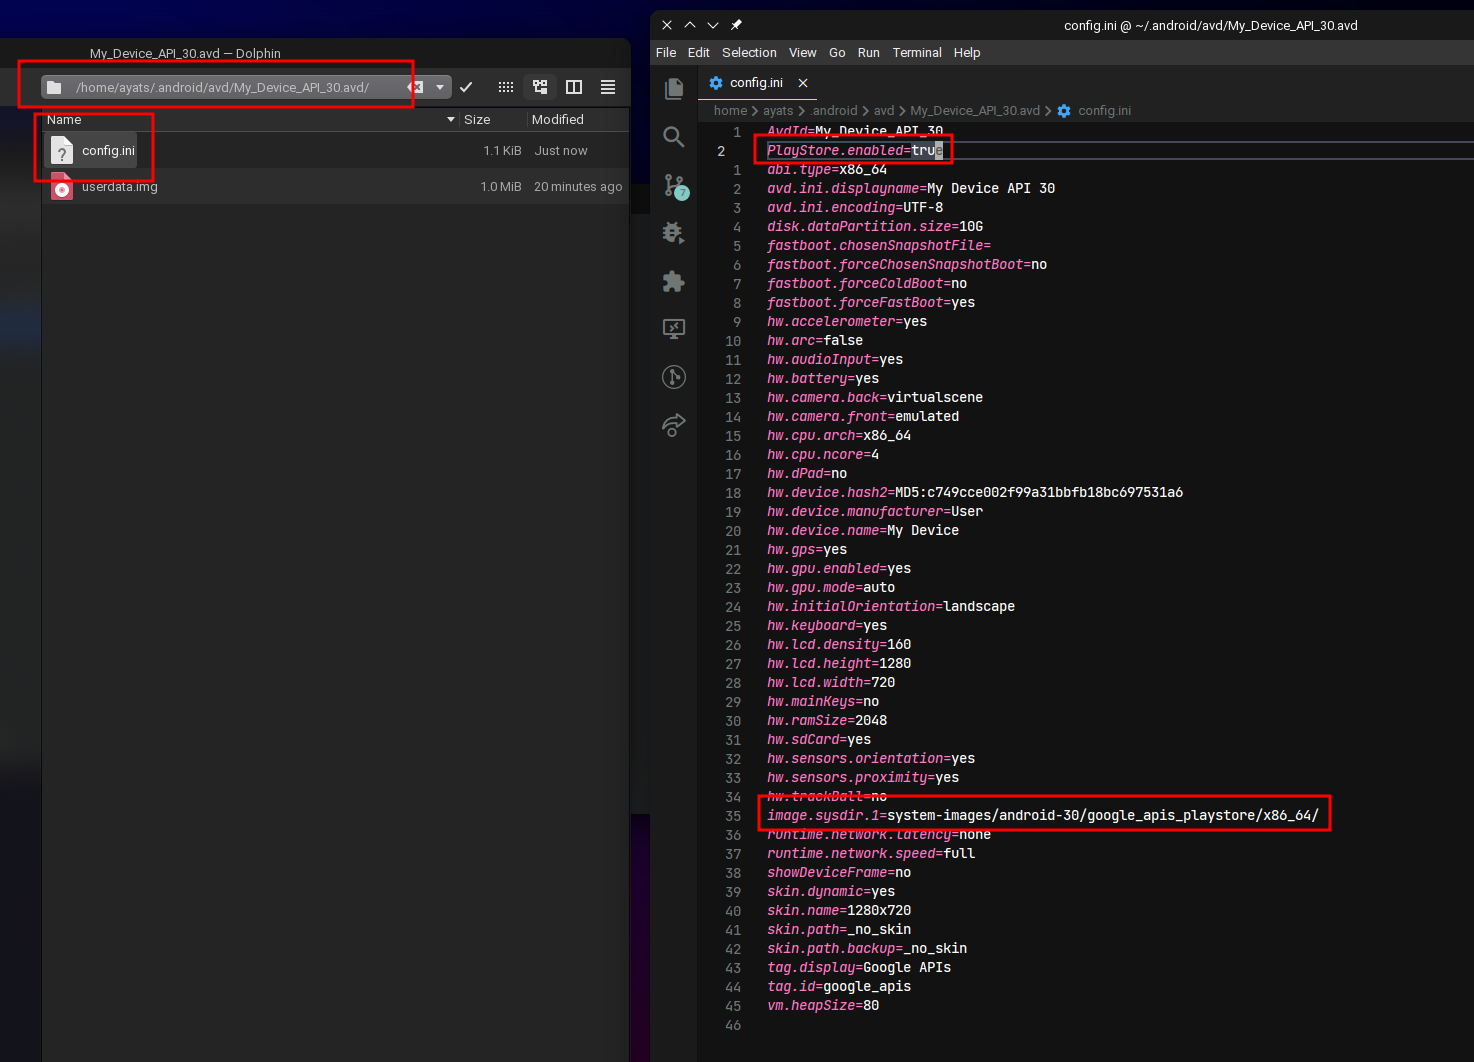 My_Device_API_30.avd — Dolphin
/home/ayats/.android/avd/My_Device_API_30.avd/
Name Size Modified
config.ini 1.1 KiB Just now
userdata.img 1.0 MiB 20 minutes ago
config.ini @ ~/.android/avd/My_Device_API_30.avd
File Edit Selection View Go Run Terminal Help
config.ini
home > ayats > .android > avd > My_Device_API_30.avd > config.ini
7
1 AvdId=My_Device_API_30
2 PlayStore.enabled=true
1 abi.type=x86_64
2 avd.ini.displayname=My Device API 30
3 avd.ini.encoding=UTF-8
4 disk.dataPartition.size=10G
5 fastboot.chosenSnapshotFile=
6 fastboot.forceChosenSnapshotBoot=no
7 fastboot.forceColdBoot=no
8 fastboot.forceFastBoot=yes
9 hw.accelerometer=yes
10 hw.arc=false
11 hw.audioInput=yes
12 hw.battery=yes
13 hw.camera.back=virtualscene
14 hw.camera.front=emulated
15 hw.cpu.arch=x86_64
16 hw.cpu.ncore=4
17 hw.dPad=no
18 hw.device.hash2=MD5:c749cce002f99a31bbfb18bc697531a6
19 hw.device.manufacturer=User
20 hw.device.name=My Device
21 hw.gps=yes
22 hw.gpu.enabled=yes
23 hw.gpu.mode=auto
24 hw.initialOrientation=landscape
25 hw.keyboard=yes
26 hw.lcd.density=160
27 hw.lcd.height=1280
28 hw.lcd.width=720
29 hw.mainKeys=no
30 hw.ramSize=2048
31 hw.sdCard=yes
32 hw.sensors.orientation=yes
33 hw.sensors.proximity=yes
34 hw.trackBall=no
35 image.sysdir.1=system-images/android-30/google_apis_playstore/x86_64/
36 runtime.network.latency=none
37 runtime.network.speed=full
38 showDeviceFrame=no
39 skin.dynamic=yes
40 skin.name=1280x720
41 skin.path=_no_skin
42 skin.path.backup=_no_skin
43 tag.display=Google APIs
44 tag.id=google_apis
45 vm.heapSize=80
46